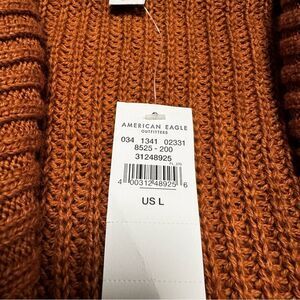 AMERICAN EAGLE
OUTFITTERS
034 1341 02331
8525 - 200
31248925
4 00312 48925 6
US L